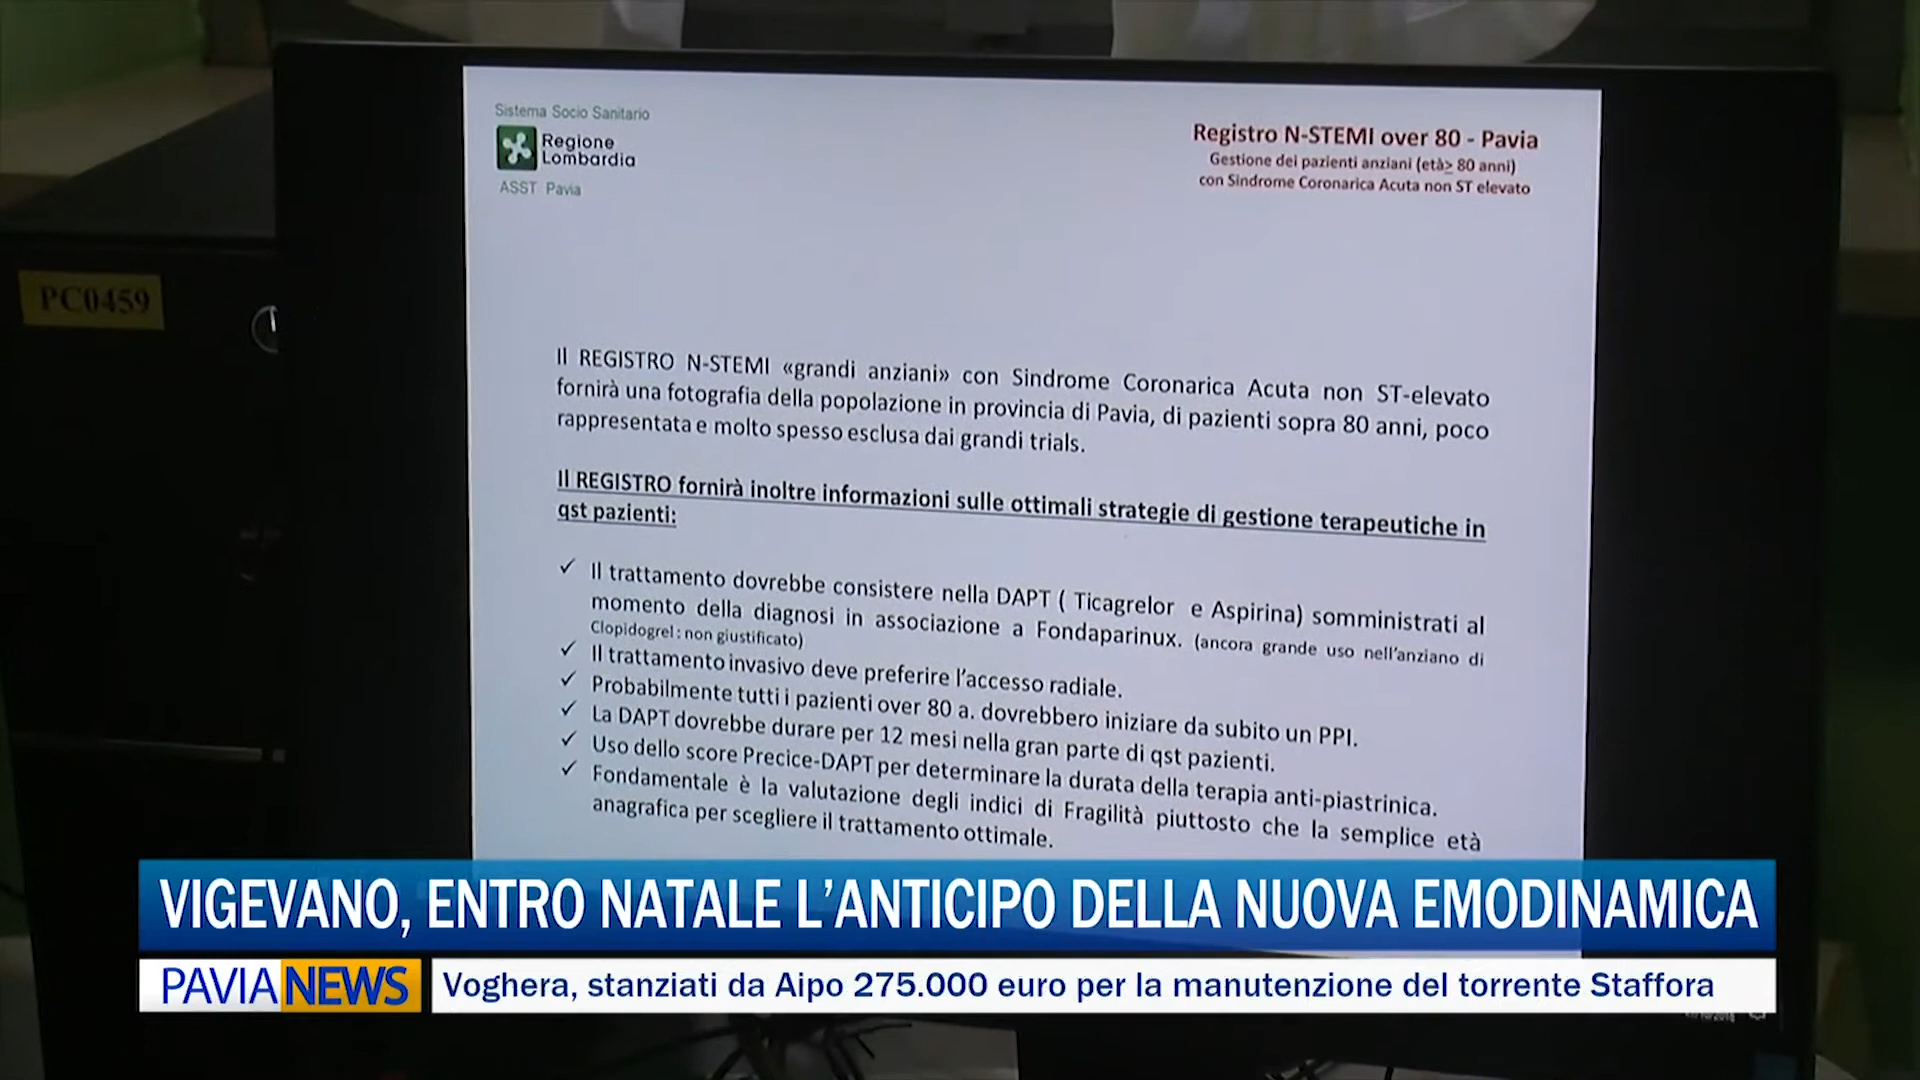 Sistema Socio Sanitario
Regione
Lombardia
ASST Pavia
Registro N-STEMI over 80 - Pavia
Gestione dei pazienti anziani (età≥ 80 anni)
con Sindrome Coronarica Acuta non ST elevato
PC0459
Il REGISTRO N-STEMI «grandi anziani» con Sindrome Coronarica Acuta non ST-elevato
fornirà una fotografia della popolazione in provincia di Pavia, di pazienti sopra 80 anni, poco
rappresentata e molto spesso esclusa dai grandi trials.
Il REGISTRO fornirà inoltre informazioni sulle ottimali strategie di gestione terapeutiche in
qst pazienti:
✓ Il trattamento dovrebbe consistere nella DAPT ( Ticagrelor e Aspirina) somministrati al
momento della diagnosi in associazione a Fondaparinux. (ancora grande uso nell'anziano di
Clopidogrel : non giustificato)
✓ Il trattamento invasivo deve preferire l'accesso radiale.
✓ Probabilmente tutti i pazienti over 80 a. dovrebbero iniziare da subito un PPI.
✓ La DAPT dovrebbe durare per 12 mesi nella gran parte di qst pazienti.
✓ Uso dello score Precice-DAPT per determinare la durata della terapia anti-piastrinica.
✓ Fondamentale è la valutazione degli indici di Fragilità piuttosto che la semplice età
anagrafica per scegliere il trattamento ottimale.
VIGEVANO, ENTRO NATALE L'ANTICIPO DELLA NUOVA EMODINAMICA
PAVIA NEWS
Voghera, stanziati da Aipo 275.000 euro per la manutenzione del torrente Staffora